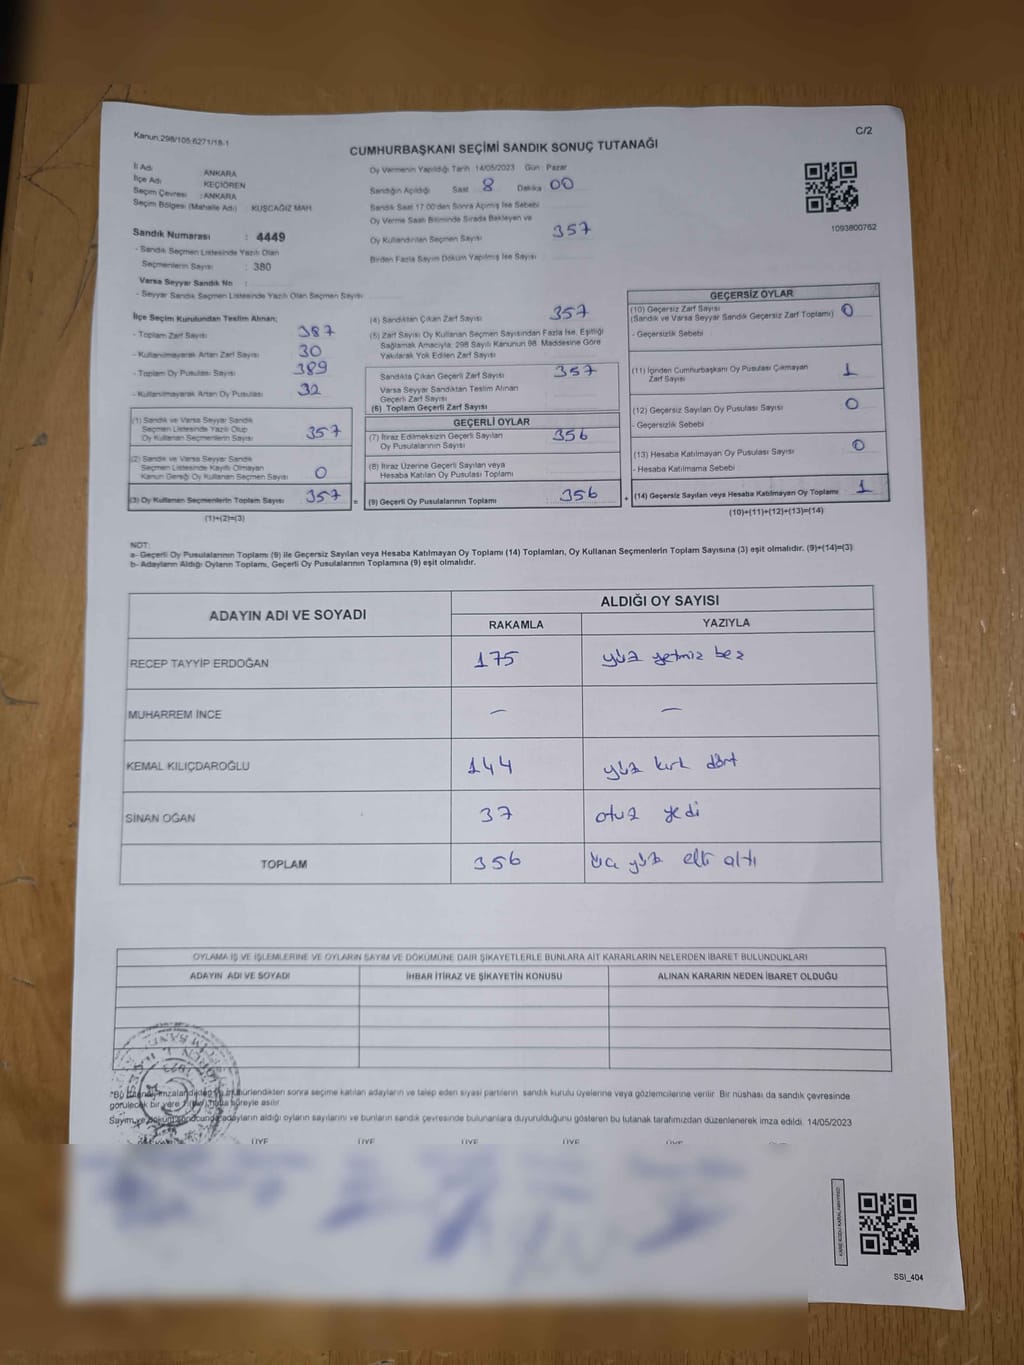 Kanun.298/105.6271/18-1
C/2
CUMHURBAŞKANI SEÇİMİ SANDIK SONUÇ TUTANAĞI
İl Adı : ANKARA
İlçe Adı : KEÇİÖREN
Seçim Çevresi : ANKARA
Seçim Bölgesi (Mahalle Adı) : KUŞCAĞIZ MAH.
Sandık Numarası : 4449
- Sandık Seçmen Listesinde Yazılı Olan
Seçmenlerin Sayısı : 380
Varsa Seyyar Sandık No :
- Seyyar Sandık Seçmen Listesinde Yazılı Olan Seçmen Sayısı
Oy Vermenin Yapıldığı Tarih 14/05/2023 Gün : Pazar
Sandığın Açıldığı Saat 8 Dakika 00
Sandık Saat 17.00'den Sonra Açılmış İse Sebebi
Oy Verme Saati Bitiminde Sırada Bekleyen ve
Oy Kullandırılan Seçmen Sayısı 357
Birden Fazla Sayım Döküm Yapılmış İse Sayısı
1093800762
İlçe Seçim Kurulundan Teslim Alınan;
- Toplam Zarf Sayısı 387
- Kullanılmayarak Artan Zarf Sayısı 30
- Toplam Oy Pusulası Sayısı 389
- Kullanılmayarak Artan Oy Pusulası 32
(1) Sandık ve Varsa Seyyar Sandık
Seçmen Listesinde Yazılı Olup
Oy Kullanan Seçmenlerin Sayısı 357
(2) Sandık ve Varsa Seyyar Sandık
Seçmen Listesinde Kayıtlı Olmayan
Kanun Gereği Oy Kullanan Seçmen Sayısı 0
(3) Oy Kullanan Seçmenlerin Toplam Sayısı 357 =
(1)+(2)=(3)
(4) Sandıktan Çıkan Zarf Sayısı 357
(5) Zarf Sayısı Oy Kullanan Seçmen Sayısından Fazla İse, Eşitliği
Sağlamak Amacıyla; 298 Sayılı Kanunun 98. Maddesine Göre
Yakılarak Yok Edilen Zarf Sayısı
Sandıkta Çıkan Geçerli Zarf Sayısı 357
Varsa Seyyar Sandıktan Teslim Alınan
Geçerli Zarf Sayısı
(6) Toplam Geçerli Zarf Sayısı
GEÇERLİ OYLAR
(7) İtiraz Edilmeksizin Geçerli Sayılan
Oy Pusulalarının Sayısı 356
(8) İtiraz Üzerine Geçerli Sayılan veya
Hesaba Katılan Oy Pusulası Toplamı
(9) Geçerli Oy Pusulalarının Toplamı 356 +
GEÇERSİZ OYLAR
(10) Geçersiz Zarf Sayısı 0
(Sandık ve Varsa Seyyar Sandık Geçersiz Zarf Toplamı)
- Geçersizlik Sebebi
(11) İçinden Cumhurbaşkanı Oy Pusulası Çıkmayan
Zarf Sayısı 1
(12) Geçersiz Sayılan Oy Pusulası Sayısı 0
- Geçersizlik Sebebi
(13) Hesaba Katılmayan Oy Pusulası Sayısı 0
- Hesaba Katılmama Sebebi
(14) Geçersiz Sayılan veya Hesaba Katılmayan Oy Toplamı 1
(10)+(11)+(12)+(13)=(14)
NOT:
a- Geçerli Oy Pusulalarının Toplamı (9) ile Geçersiz Sayılan veya Hesaba Katılmayan Oy Toplamı (14) Toplamları, Oy Kullanan Seçmenlerin Toplam Sayısına (3) eşit olmalıdır. (9)+(14)=(3)
b- Adayların Aldığı Oyların Toplamı, Geçerli Oy Pusulalarının Toplamına (9) eşit olmalıdır.
ADAYIN ADI VE SOYADI ALDIĞI OY SAYISI
RAKAMLA YAZIYLA
RECEP TAYYİP ERDOĞAN 175 yüz yetmiz bez
MUHARREM İNCE — —
KEMAL KILIÇDAROĞLU 144 yüz kırk dört
SİNAN OĞAN 37 otuz yedi
TOPLAM 356 üç yüz elli altı
OYLAMA İŞ VE İŞLEMLERİNE VE OYLARIN SAYIM VE DÖKÜMÜNE DAİR ŞİKAYETLERLE BUNLARA AİT KARARLARIN NELERDEN İBARET BULUNDUKLARI
ADAYIN ADI VE SOYADI İHBAR İTİRAZ VE ŞİKAYETİN KONUSU ALINAN KARARIN NEDEN İBARET OLDUĞU
sonra seçime katılan adayların ve talep eden siyasi partilerin sandık kurulu üyelerine veya gözlemcilerine verilir. Bir nüshası da sandık çevresinde
görülecek bir yere süreyle asılır.
Sayım ve adayların aldığı oyların sayılarını ve bunların sandık çevresinde bulunanlara duyurulduğunu gösteren bu tutanak tarafımızdan düzenlenerek imza edildi. 14/05/2023
ÜYE ÜYE ÜYE ÜYE
SSI_404